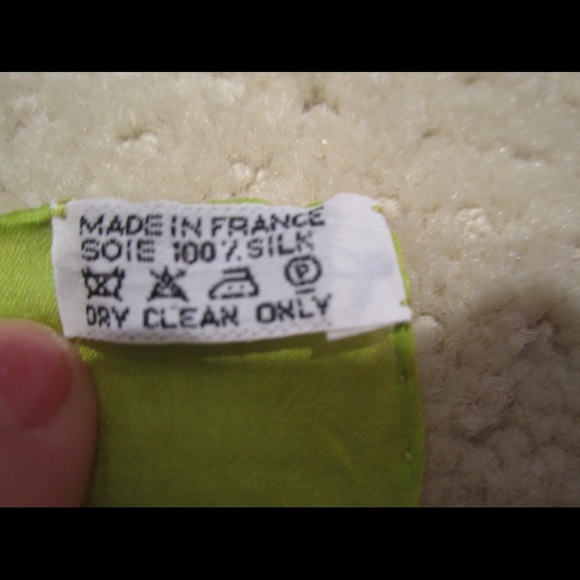 MADE IN FRANCE
SOIE 100% SILK
P
DRY CLEAN ONLY